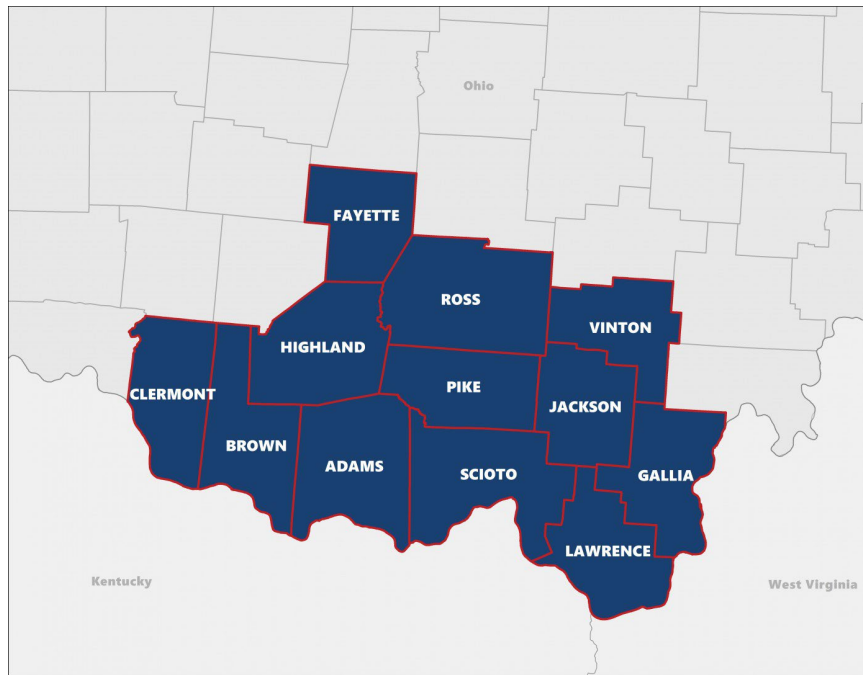 Ohio
FAYETTE
ROSS
VINTON
HIGHLAND
CLERMONT
PIKE
JACKSON
BROWN
ADAMS
SCIOTO
GALLIA
LAWRENCE
Kentucky
West Virginia